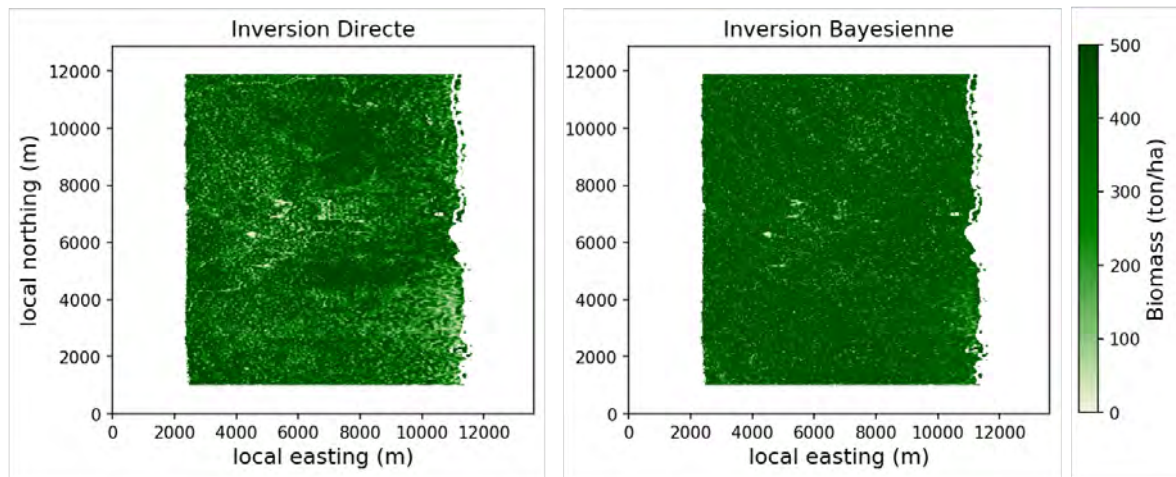 Inversion Directe
12000
10000
8000
6000
4000
2000
0
local northing (m)
0 2000 4000 6000 8000 10000 12000
local easting (m)
Inversion Bayesienne
12000
10000
8000
6000
4000
2000
0
0 2000 4000 6000 8000 10000 12000
local easting (m)
500
400
300
200
100
0
Biomass (ton/ha)